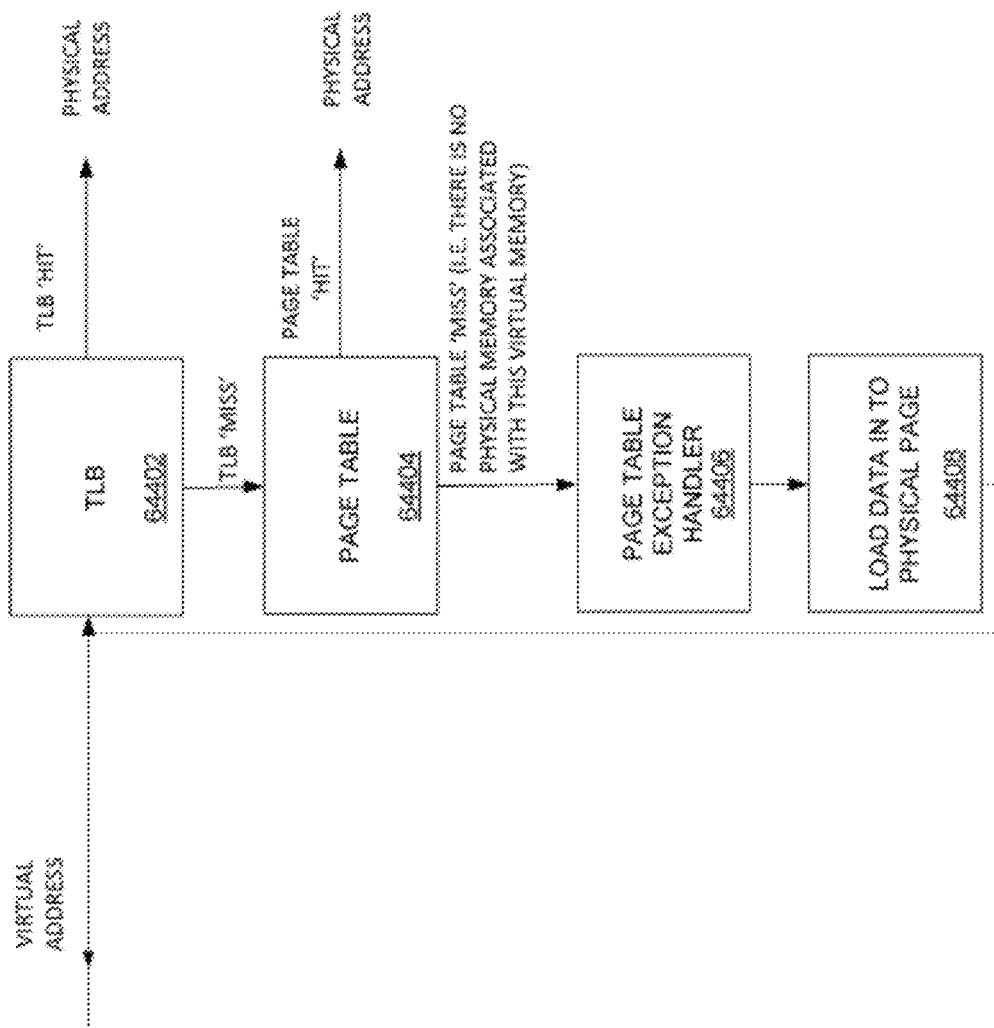 VIRTUAL
ADDRESS
TLB
64402
TLB 'HIT'
PHYSICAL
ADDRESS
TLB 'MISS'
PAGE TABLE
64404
PAGE TABLE
'HIT'
PHYSICAL
ADDRESS
PAGE TABLE 'MISS' (I.E. THERE IS NO
PHYSICAL MEMORY ASSOCIATED
WITH THIS VIRTUAL MEMORY)
PAGE TABLE
EXCEPTION
HANDLER
64406
LOAD DATA IN TO
PHYSICAL PAGE
64408